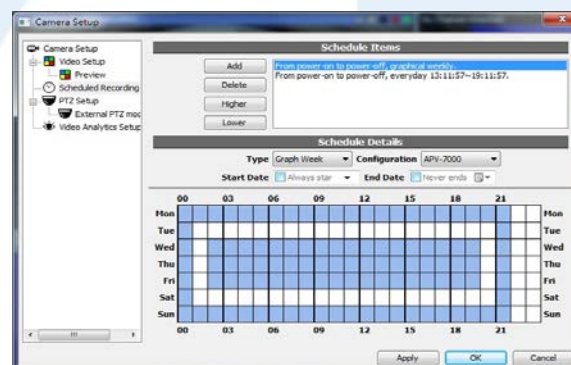 Camera Setup
Camera Setup
Video Setup
Preview
Scheduled Recording
PTZ Setup
External PTZ mod
Video Analytics Setup
Schedule Items
Add
Delete
Higher
Lower
From power-on to power-off, graphical weekly.
From power-on to power-off, everyday 13:11:57~19:11:57.
Schedule Details
Type Graph Week Configuration APV-7000
Start Date Always star End Date Never ends
00 03 06 09 12 15 18 21
Mon Mon
Tue Tue
Wed Wed
Thu Thu
Fri Fri
Sat Sat
Sun Sun
00 03 06 09 12 15 18 21
Apply OK Cancel